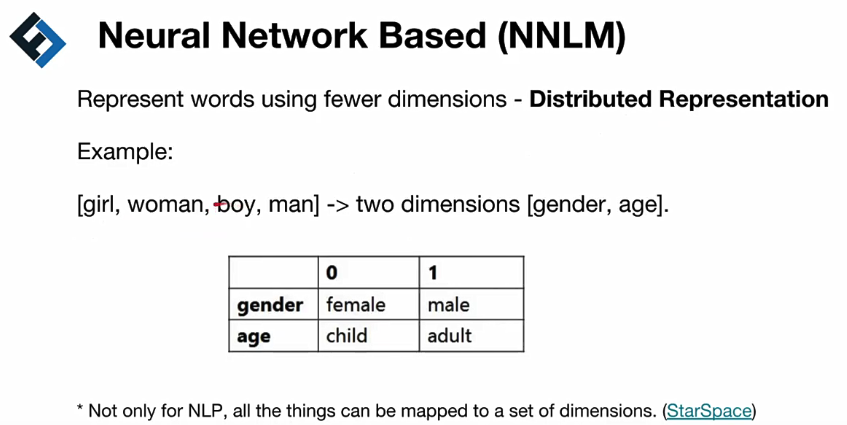 Neural Network Based (NNLM)
Represent words using fewer dimensions - Distributed Representation
Example:
[girl, woman, boy, man] -> two dimensions [gender, age].
0 1
gender female male
age child adult
* Not only for NLP, all the things can be mapped to a set of dimensions. (StarSpace)